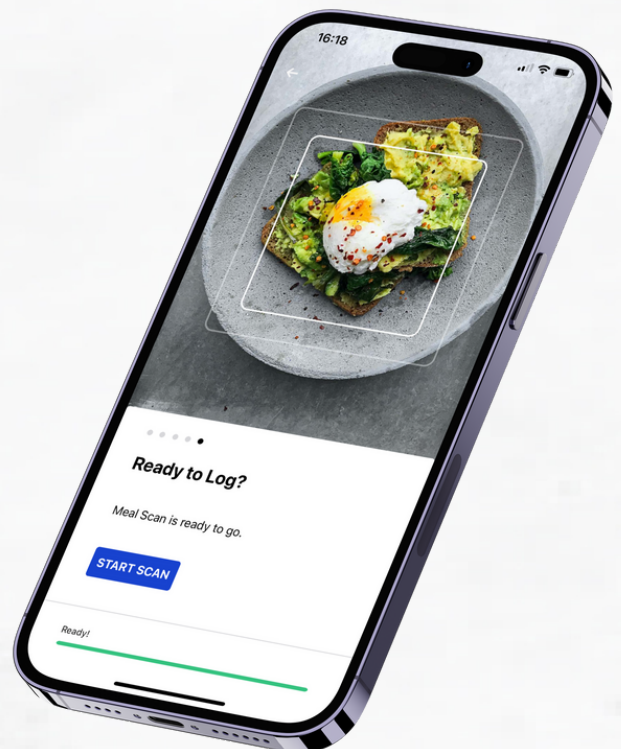 16:18
Ready to Log?
Meal Scan is ready to go.
START SCAN
Ready!